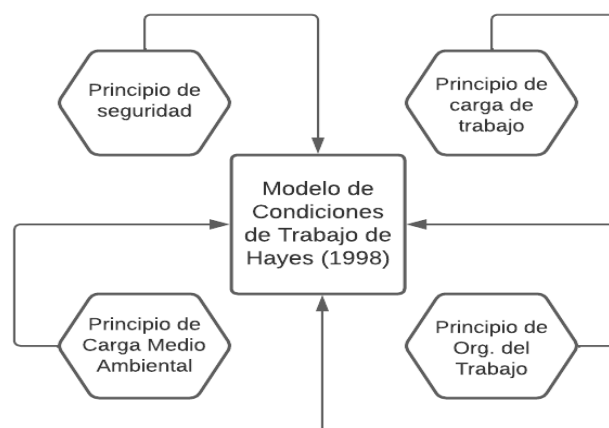 Principio de
seguridad
Principio de
carga de
trabajo
Modelo de
Condiciones
de Trabajo de
Hayes (1998)
Principio de
Carga Medio
Ambiental
Principio de
Org. del
Trabajo